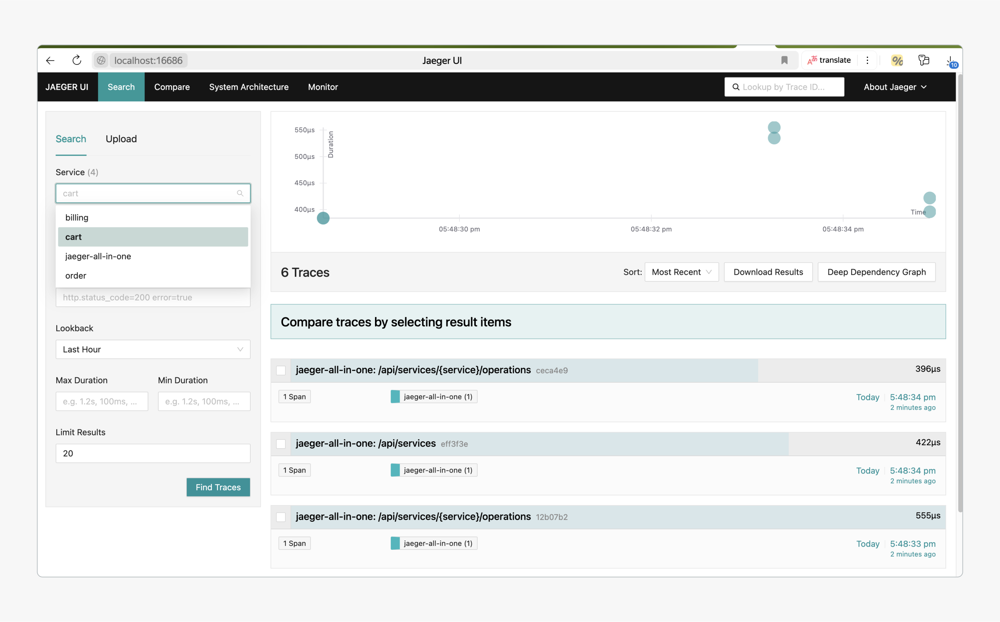 localhost:16686
Jaeger UI
translate
10
JAEGER UI
Search
Compare
System Architecture
Monitor
Lookup by Trace ID...
About Jaeger
Search
Upload
Service (4)
cart
billing
cart
jaeger-all-in-one
order
http.status_code=200 error=true
Lookback
Last Hour
Max Duration
Min Duration
e.g. 1.2s, 100ms, ...
e.g. 1.2s, 100ms, ...
Limit Results
20
Find Traces
550μs
500μs
450μs
400μs
Duration
Time
05:48:30 pm
05:48:32 pm
05:48:34 pm
6 Traces
Sort:
Most Recent
Download Results
Deep Dependency Graph
Compare traces by selecting result items
jaeger-all-in-one: /api/services/{service}/operations ceca4e9
396μs
1 Span
jaeger-all-in-one (1)
Today
5:48:34 pm
2 minutes ago
jaeger-all-in-one: /api/services eff3f3e
422μs
1 Span
jaeger-all-in-one (1)
Today
5:48:34 pm
2 minutes ago
jaeger-all-in-one: /api/services/{service}/operations 12b07b2
555μs
1 Span
jaeger-all-in-one (1)
Today
5:48:33 pm
2 minutes ago